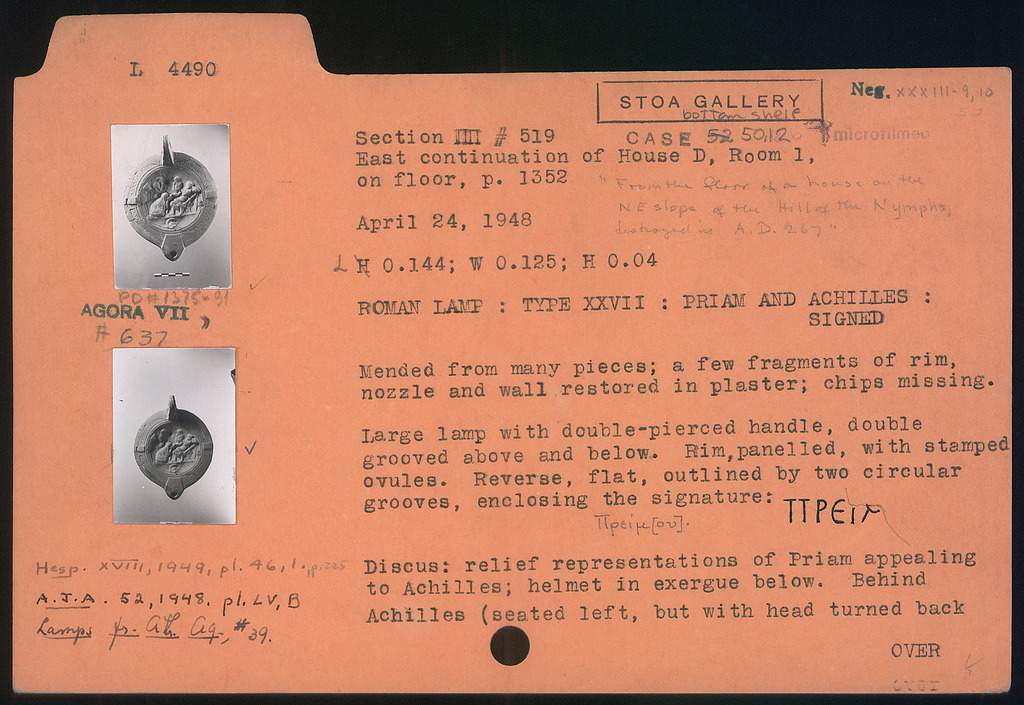 L 4490
STOA GALLERY
bottom shelf
CASE 52 50,12
Neg. XXXIII-9,10
microfilmed
Section IIII # 519
East continuation of House D, Room 1,
on floor, p. 1352
"From the floor of a house on the
NE slope of the Hill of the Nymphs,
destroyed in A.D. 267"
April 24, 1948
L H 0.144; W 0.125; H 0.04
ROMAN LAMP : TYPE XXVII : PRIAM AND ACHILLES :
SIGNED
Mended from many pieces; a few fragments of rim,
nozzle and wall restored in plaster; chips missing.
Large lamp with double-pierced handle, double
grooved above and below. Rim, panelled, with stamped
ovules. Reverse, flat, outlined by two circular
grooves, enclosing the signature: ΠΡЄΙΜ
Πρείμ[ου].
Discus: relief representations of Priam appealing
to Achilles; helmet in exergue below. Behind
Achilles (seated left, but with head turned back
OVER
PD# 1375-91
AGORA VII,
# 637
Hesp. XVIII, 1949, pl. 46, 1., p.225
A.J.A. 52, 1948. pl. LV, B
Lamps fr. Ath. Ag., #39.